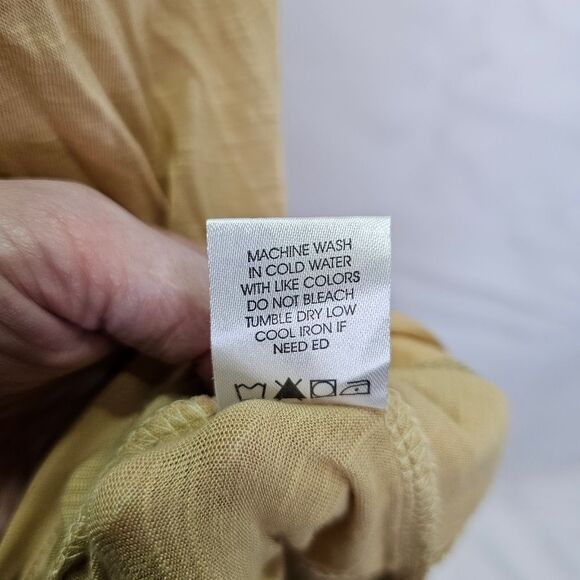 MACHINE WASH
IN COLD WATER
WITH LIKE COLORS
DO NOT BLEACH
TUMBLE DRY LOW
COOL IRON IF
NEED ED